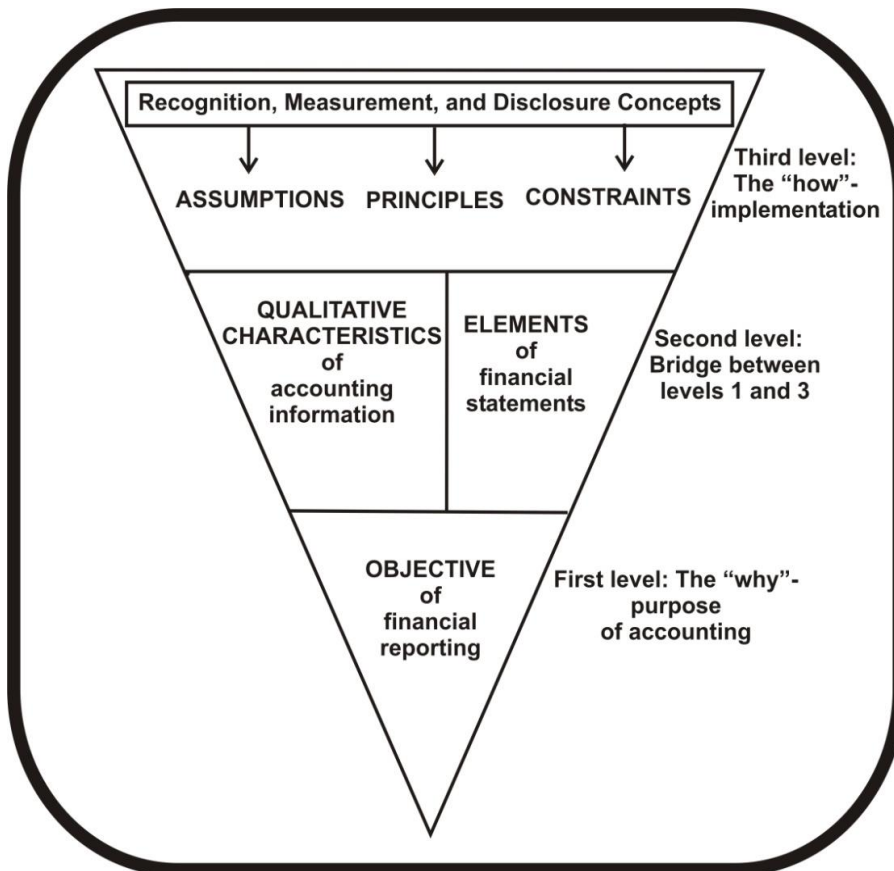 Recognition, Measurement, and Disclosure Concepts
ASSUMPTIONS
PRINCIPLES
CONSTRAINTS
Third level:
The “how”-
implementation
QUALITATIVE
CHARACTERISTICS
of
accounting
information
ELEMENTS
of
financial
statements
Second level:
Bridge between
levels 1 and 3
OBJECTIVE
of
financial
reporting
First level: The “why”-
purpose
of accounting